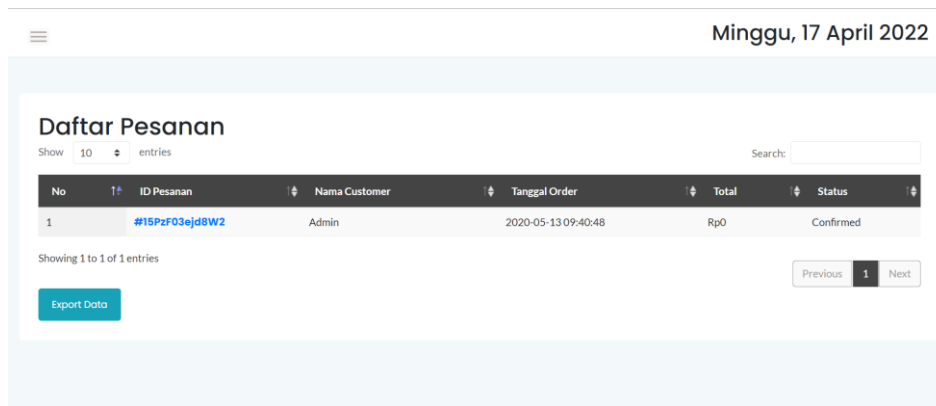 Minggu, 17 April 2022
Daftar Pesanan
Show 10 entries
Search:
No ID Pesanan Nama Customer Tanggal Order Total Status
1 #15PzF03ejd8W2 Admin 2020-05-13 09:40:48 Rp0 Confirmed
Showing 1 to 1 of 1 entries
Previous 1 Next
Export Data